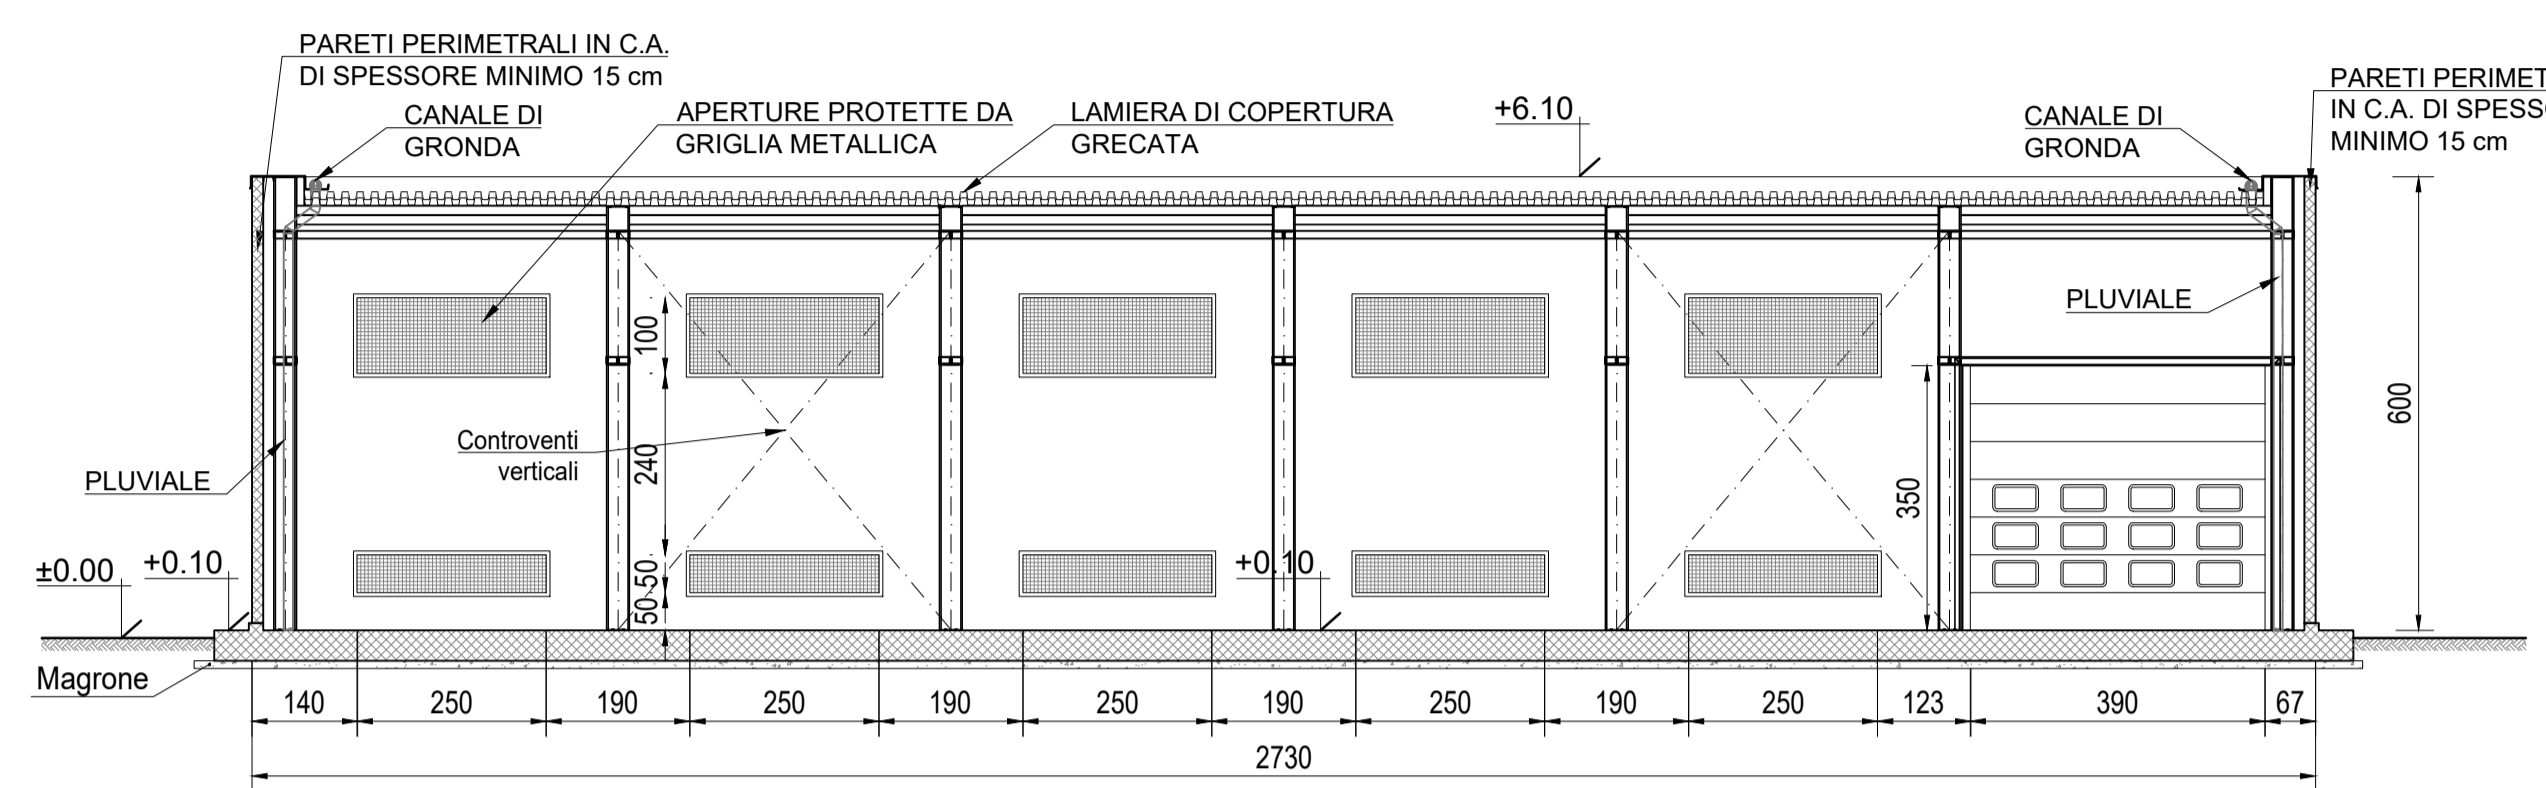 PARETI PERIMETRALI IN C.A.
DI SPESSORE MINIMO 15 cm
CANALE DI
GRONDA
APERTURE PROTETTE DA
GRIGLIA METALLICA
LAMIERA DI COPERTURA
GRECATA
+6.10
CANALE DI
GRONDA
PARETI PERIMET
IN C.A. DI SPESS
MINIMO 15 cm
PLUVIALE
100
Controventi
verticali
240
350
600
PLUVIALE
±0.00
+0.10
50
50
+0.10
Magrone
140 250 190 250 190 250 190 250 190 250 123 390 67
2730